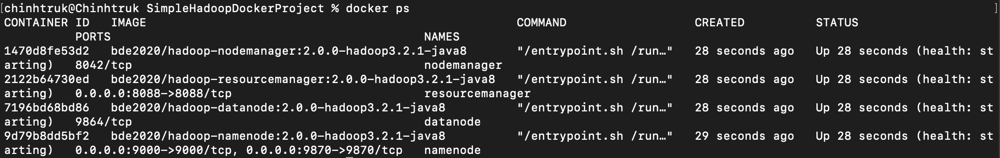 [chinhtruk@Chinhtruk SimpleHadoopDockerProject % docker ps ]
CONTAINER ID   IMAGE                                                    COMMAND                  CREATED          STATUS
          PORTS                                            NAMES
1470d8fe53d2   bde2020/hadoop-nodemanager:2.0.0-hadoop3.2.1-java8       "/entrypoint.sh /run…"   28 seconds ago   Up 28 seconds (health: st
arting)   8042/tcp                                         nodemanager
2122b64730ed   bde2020/hadoop-resourcemanager:2.0.0-hadoop3.2.1-java8   "/entrypoint.sh /run…"   28 seconds ago   Up 28 seconds (health: st
arting)   0.0.0.0:8088->8088/tcp                           resourcemanager
7196bd68bd86   bde2020/hadoop-datanode:2.0.0-hadoop3.2.1-java8          "/entrypoint.sh /run…"   28 seconds ago   Up 28 seconds (health: st
arting)   9864/tcp                                         datanode
9d79b8dd5bf2   bde2020/hadoop-namenode:2.0.0-hadoop3.2.1-java8          "/entrypoint.sh /run…"   29 seconds ago   Up 28 seconds (health: st
arting)   0.0.0.0:9000->9000/tcp, 0.0.0.0:9870->9870/tcp   namenode